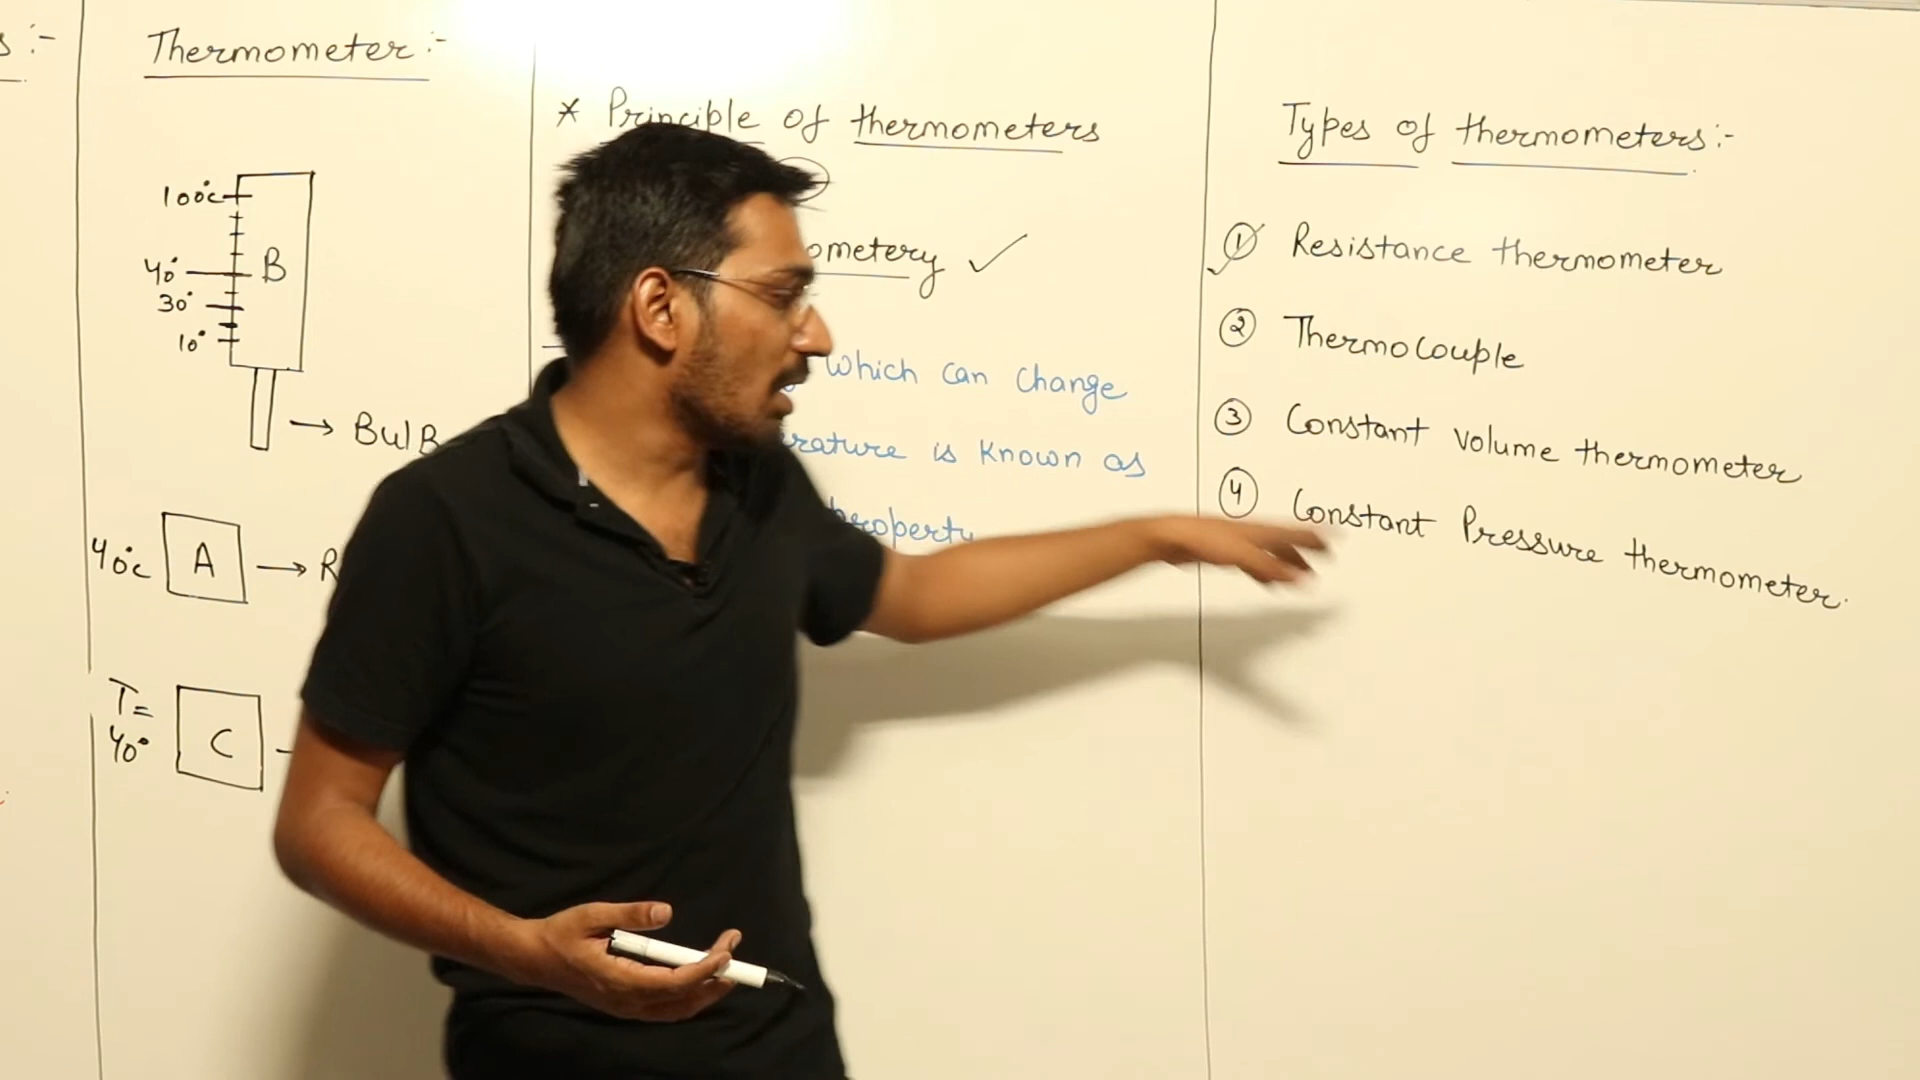 s :-
Thermometer :-
100°c
40°
B
30°
10°
→ BulB
40°c A → R
T=
40° C
* Principle of thermometers
ometery ✓
which can change
rature is known as
property
Types of thermometers :-
① Resistance thermometer
② Thermocouple
③ Constant volume thermometer
④ Constant Pressure thermometer.